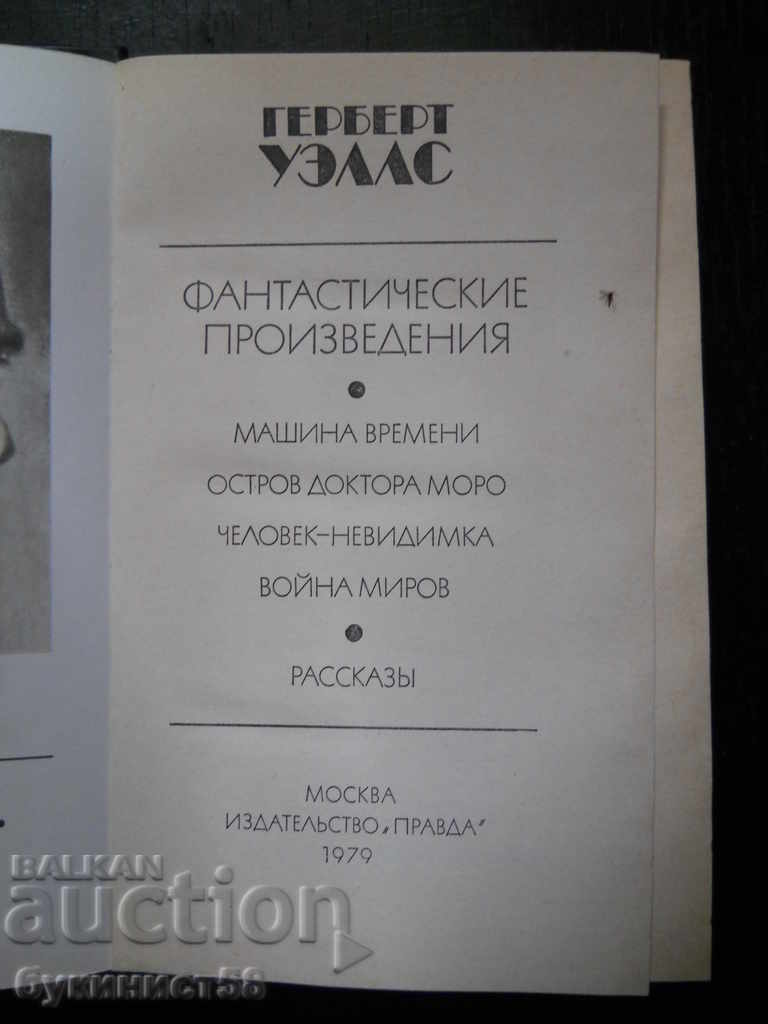 ГЕРБЕРТ
УЭЛЛС
ФАНТАСТИЧЕСКИЕ
ПРОИЗВЕДЕНИЯ
МАШИНА ВРЕМЕНИ
ОСТРОВ ДОКТОРА МОРО
ЧЕЛОВЕК-НЕВИДИМКА
ВОЙНА МИРОВ
РАССКАЗЫ
МОСКВА
ИЗДАТЕЛЬСТВО „ПРАВДА"
1979
BALKAN
auction
букинист58